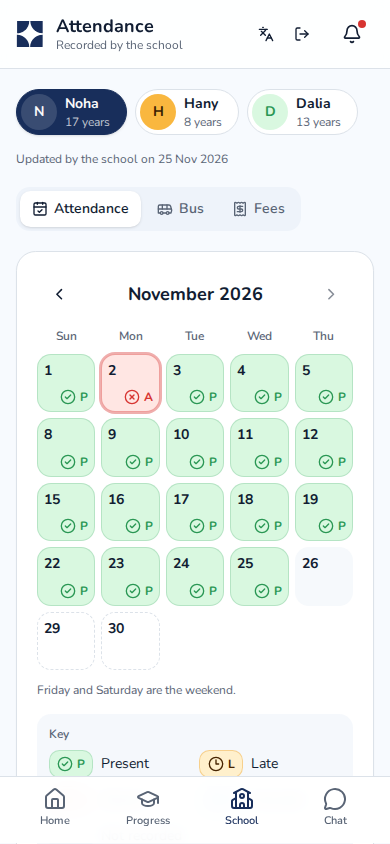 Attendance
Recorded by the school
N Noha
17 years
H Hany
8 years
D Dalia
13 years
Updated by the school on 25 Nov 2026
Attendance Bus Fees
November 2026
Sun Mon Tue Wed Thu
1 2 3 4 5
P A P P P
8 9 10 11 12
P P P P P
15 16 17 18 19
P P P P P
22 23 24 25 26
P P P P
29 30
Friday and Saturday are the weekend.
Key
P Present L Late
Home Progress School Chat